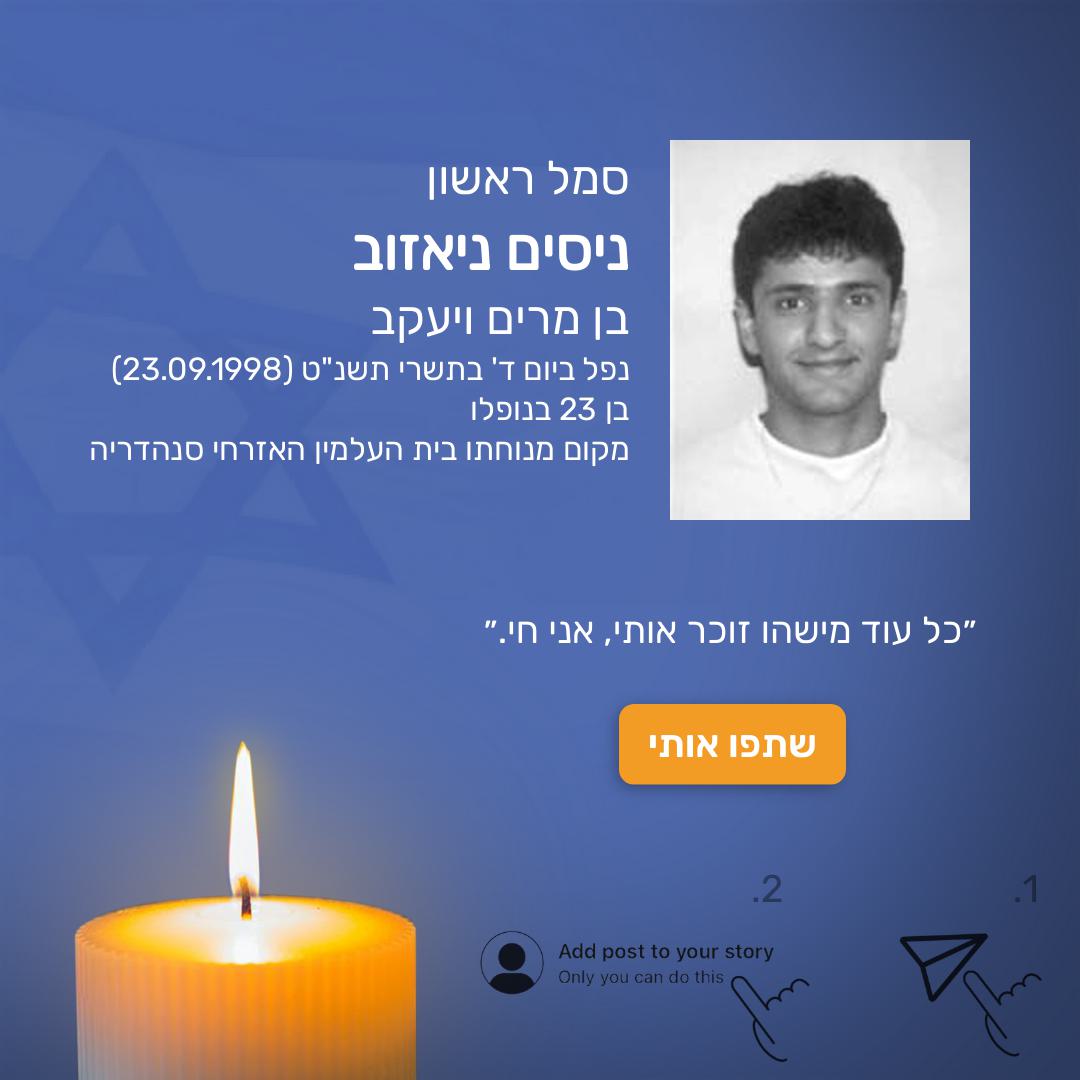 סמל ראשון
ניסים ניאזוב
בן מרים ויעקב
נפל ביום ד' בתשרי תשנ"ט (23.09.1998)
בן 23 בנופלו
מקום מנוחתו בית העלמין האזרחי סנהדריה
"כל עוד מישהו זוכר אותי, אני חי."
שתפו אותי
.1
.2
Add post to your story
Only you can do this